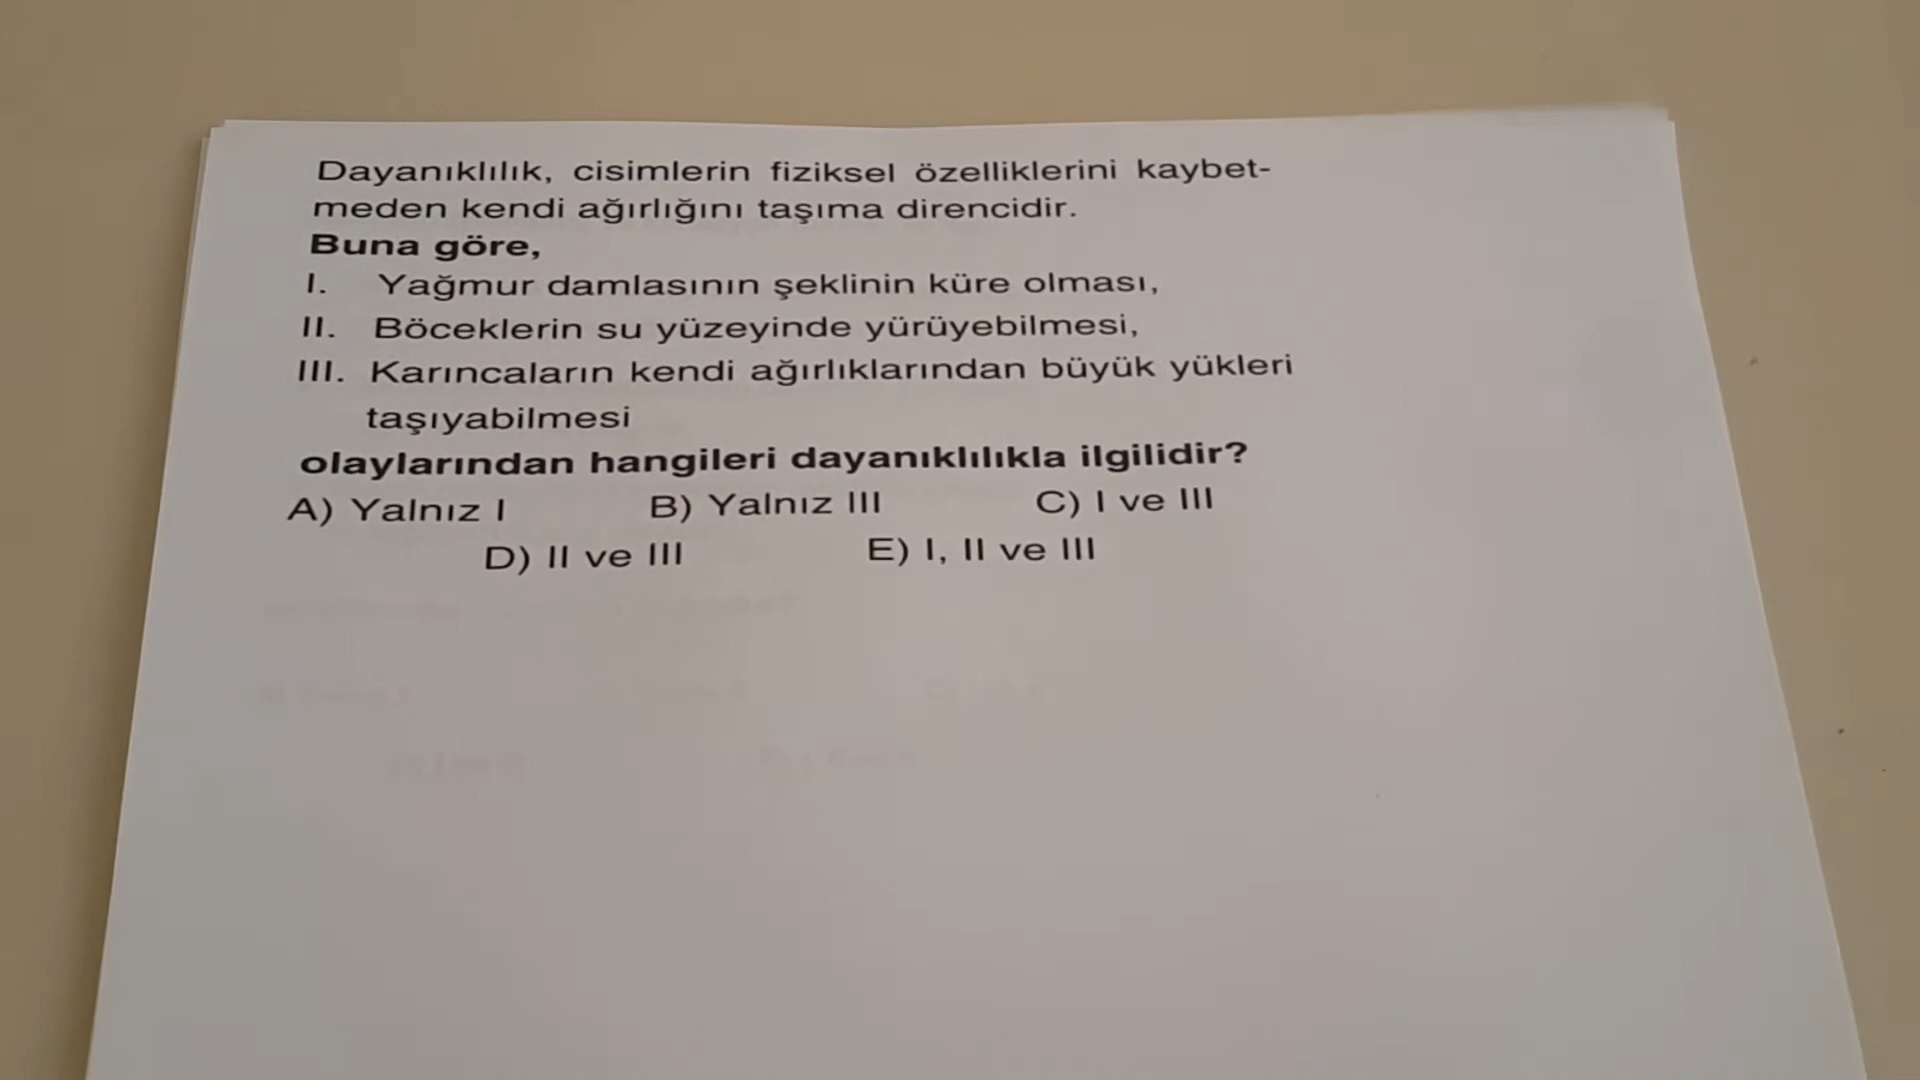 Dayanıklılık, cisimlerin fiziksel özelliklerini kaybet-
meden kendi ağırlığını taşıma direncidir.
Buna göre,
I. Yağmur damlasının şeklinin küre olması,
II. Böceklerin su yüzeyinde yürüyebilmesi,
III. Karıncaların kendi ağırlıklarından büyük yükleri
taşıyabilmesi
olaylarından hangileri dayanıklılıkla ilgilidir?
A) Yalnız I B) Yalnız III C) I ve III
D) II ve III E) I, II ve III